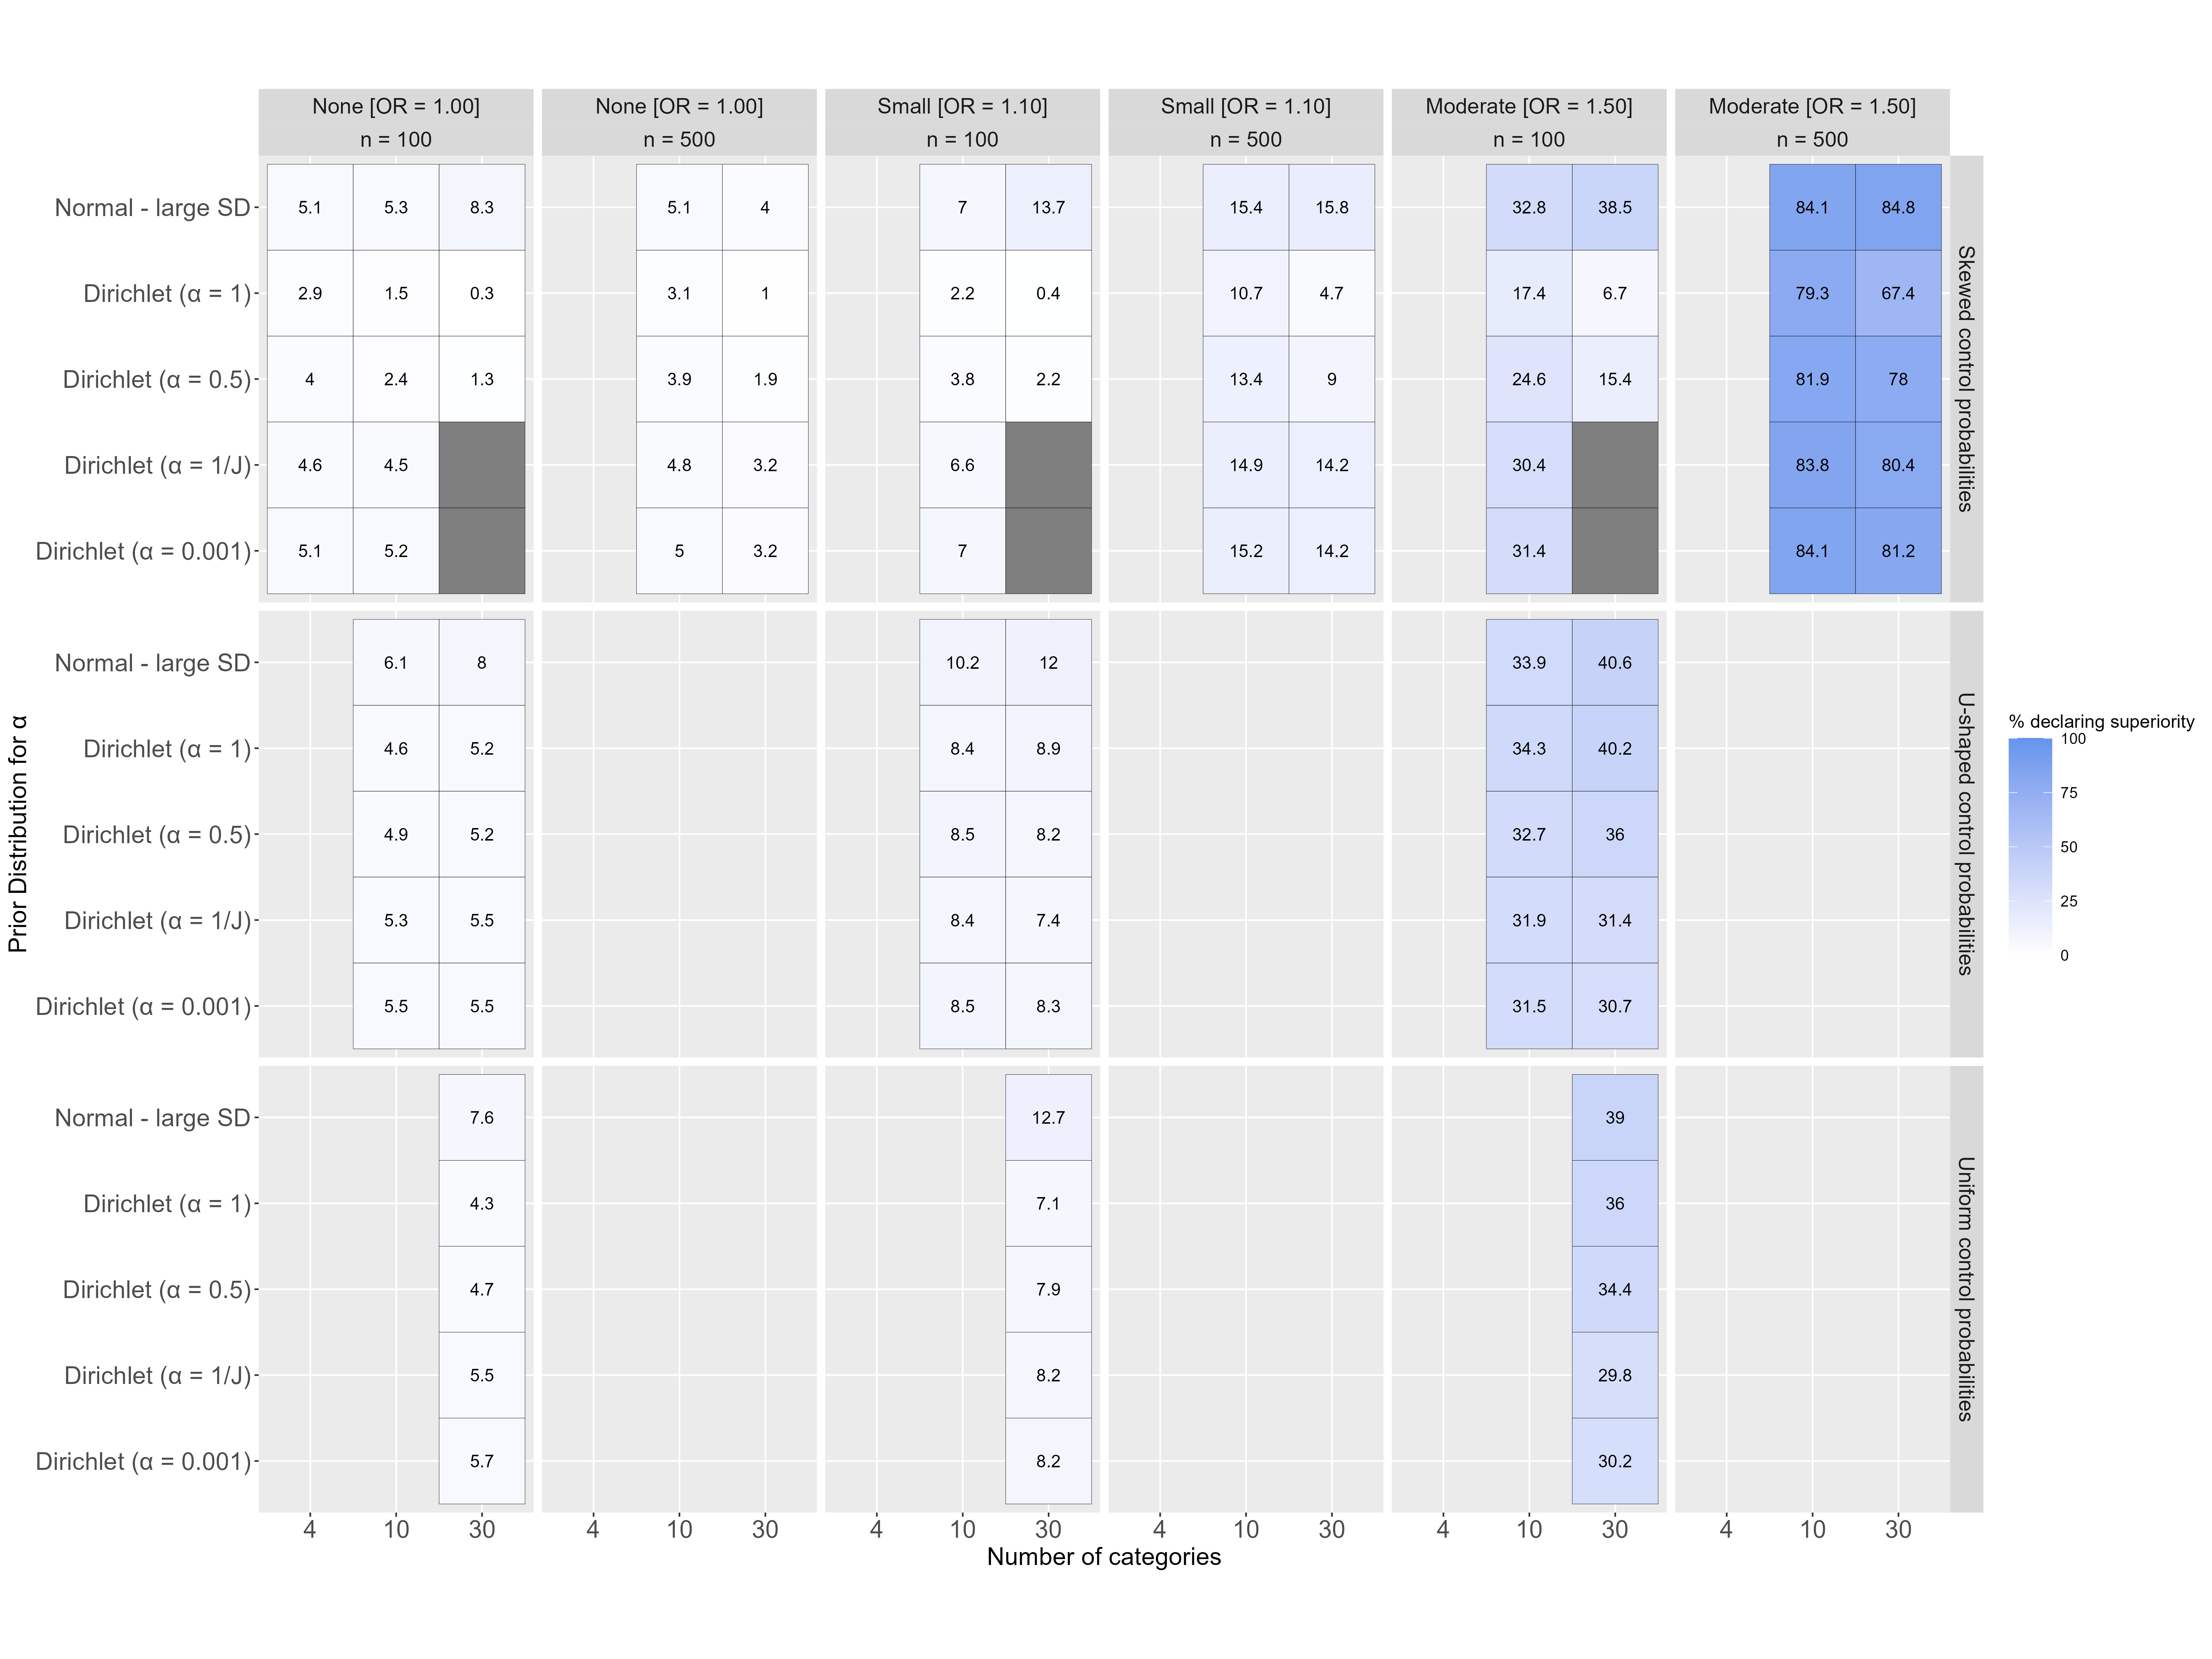 None [OR = 1.00] None [OR = 1.00] Small [OR = 1.10] Small [OR = 1.10] Moderate [OR = 1.50] Moderate [OR = 1.50]
n = 100 n = 500 n = 100 n = 500 n = 100 n = 500
Normal - large SD 5.1 5.3 8.3 5.1 4 7 13.7 15.4 15.8 32.8 38.5 84.1 84.8
Dirichlet (α = 1) 2.9 1.5 0.3 3.1 1 2.2 0.4 10.7 4.7 17.4 6.7 79.3 67.4
Dirichlet (α = 0.5) 4 2.4 1.3 3.9 1.9 3.8 2.2 13.4 9 24.6 15.4 81.9 78
Dirichlet (α = 1/J) 4.6 4.5 4.8 3.2 6.6 14.9 14.2 30.4 83.8 80.4
Dirichlet (α = 0.001) 5.1 5.2 5 3.2 7 15.2 14.2 31.4 84.1 81.2
Skewed control probabilities
Normal - large SD 6.1 8 10.2 12 33.9 40.6
Dirichlet (α = 1) 4.6 5.2 8.4 8.9 34.3 40.2
Dirichlet (α = 0.5) 4.9 5.2 8.5 8.2 32.7 36
Dirichlet (α = 1/J) 5.3 5.5 8.4 7.4 31.9 31.4
Dirichlet (α = 0.001) 5.5 5.5 8.5 8.3 31.5 30.7
U-shaped control probabilities
Normal - large SD 7.6 12.7 39
Dirichlet (α = 1) 4.3 7.1 36
Dirichlet (α = 0.5) 4.7 7.9 34.4
Dirichlet (α = 1/J) 5.5 8.2 29.8
Dirichlet (α = 0.001) 5.7 8.2 30.2
Uniform control probabilities
4 10 30 4 10 30 4 10 30 4 10 30 4 10 30 4 10 30
Number of categories
Prior Distribution for α
% declaring superiority
100
75
50
25
0